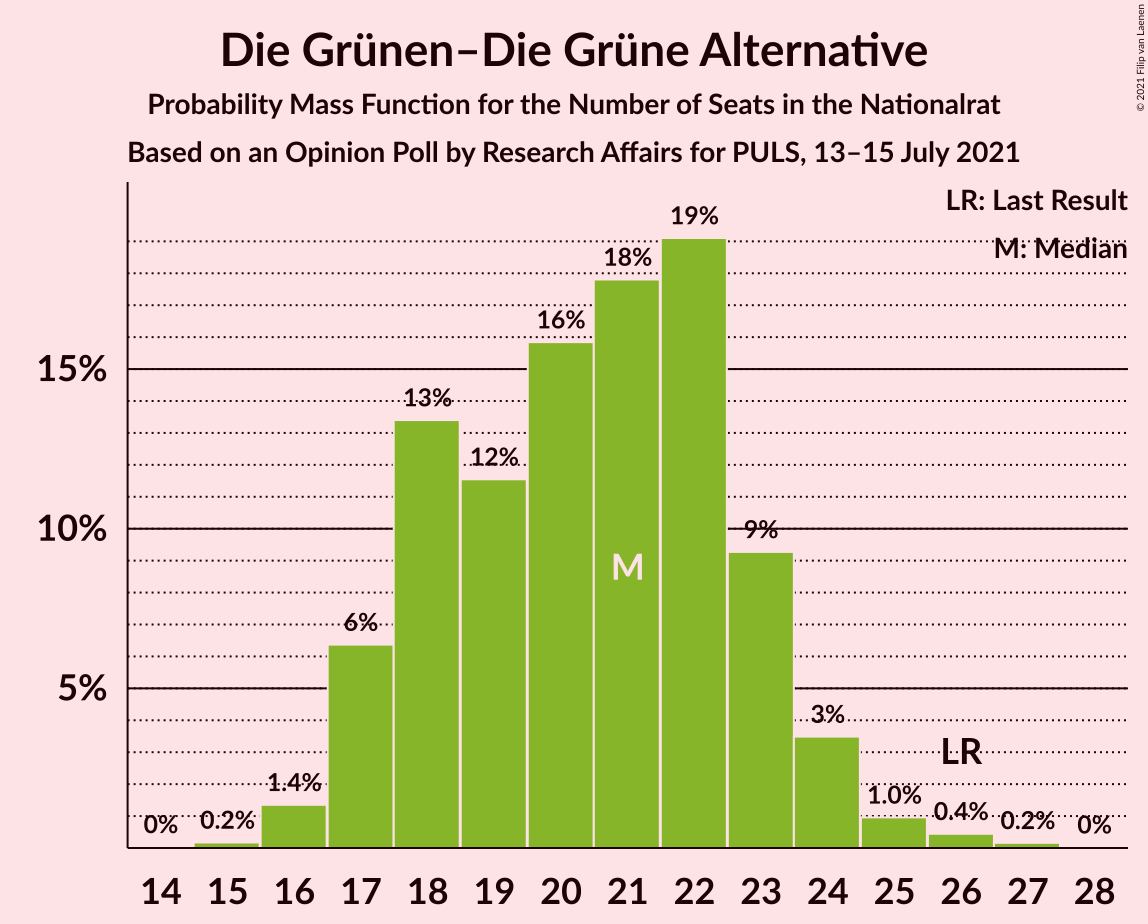 Die Grünen–Die Grüne Alternative
Probability Mass Function for the Number of Seats in the Nationalrat
Based on an Opinion Poll by Research Affairs for PULS, 13–15 July 2021
© 2021 Filip van Laenen
LR: Last Result
M: Median
19%
18%
16%
15%
13%
12%
10%
9%
M
6%
5%
3%
LR
1.4%
1.0%
0%
0.2%
0.4%
0.2%
0%
14 15 16 17 18 19 20 21 22 23 24 25 26 27 28